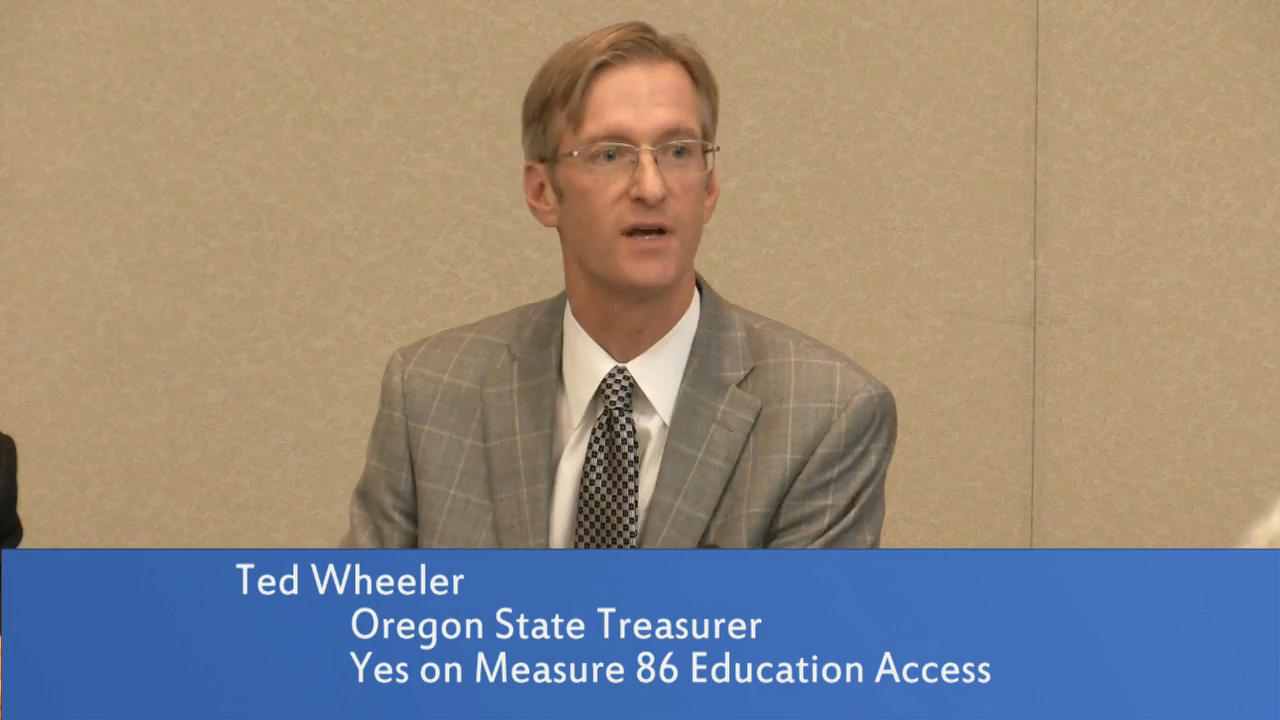 Ted Wheeler
Oregon State Treasurer
Yes on Measure 86 Education Access